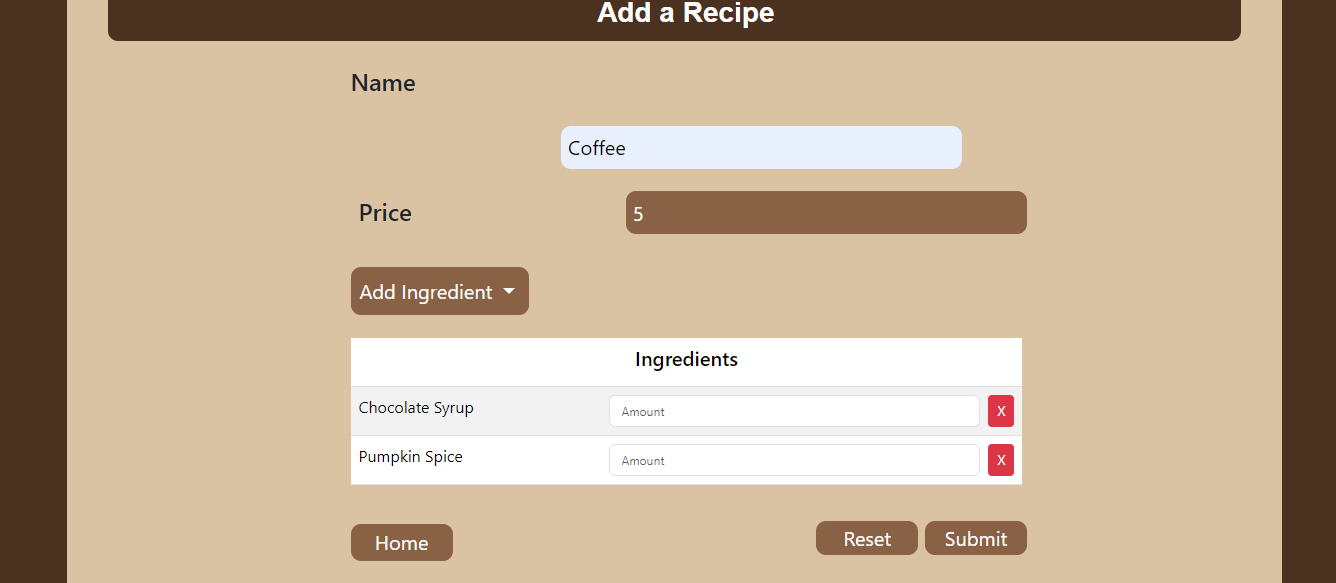 Add a Recipe
Name
Coffee
Price 5
Add Ingredient
Ingredients
Chocolate Syrup Amount X
Pumpkin Spice Amount X
Home Reset Submit